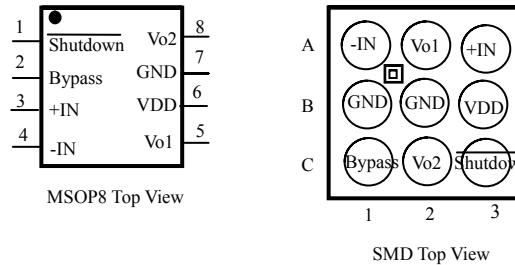 1 Shutdown Vo2 8
2 Bypass GND 7
3 +IN VDD 6
4 -IN Vo1 5
MSOP8 Top View
A -IN Vo1 +IN
B GND GND VDD
C Bypass Vo2 Shutdow
1 2 3
SMD Top View